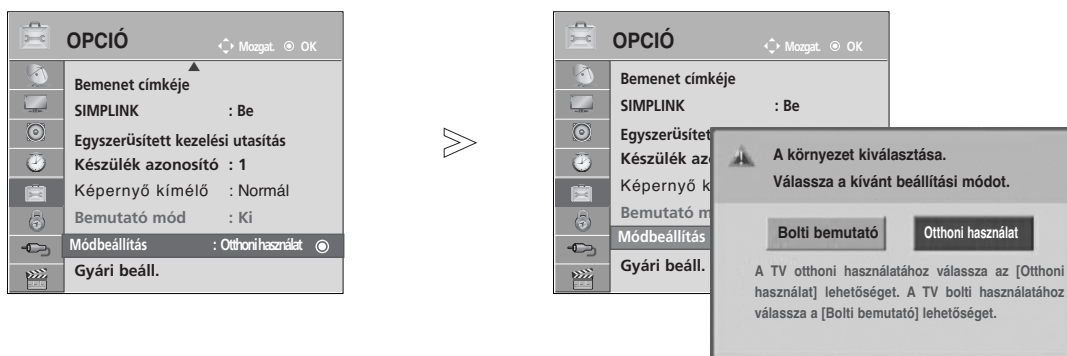 OPCIÓ
Mozgat. OK
Bemenet címkéje
SIMPLINK : Be
Egyszerűsített kezelési utasítás
Készülék azonosító : 1
Képernyő kímélő : Normál
Bemutató mód : Ki
Módbeállítás : Otthoni használat
Gyári beáll.
OPCIÓ
Mozgat. OK
Bemenet címkéje
SIMPLINK : Be
Egyszerűsítet
Készülék az
Képernyő k
Bemutató m
Módbeállítás
Gyári beáll.
A környezet kiválasztása.
Válassza a kívánt beállítási módot.
Bolti bemutató
Otthoni használat
A TV otthoni használatához válassza az [Otthoni
használat] lehetőséget. A TV bolti használatához
válassza a [Bolti bemutató] lehetőséget.